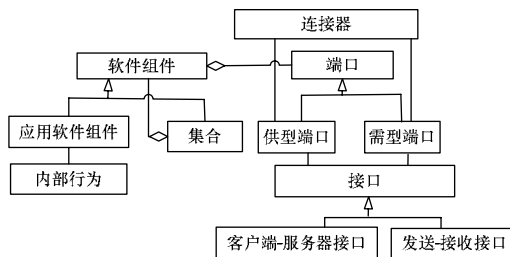 连接器
软件组件
端口
应用软件组件
集合
供型端口
需型端口
内部行为
接口
客户端-服务器接口
发送-接收接口